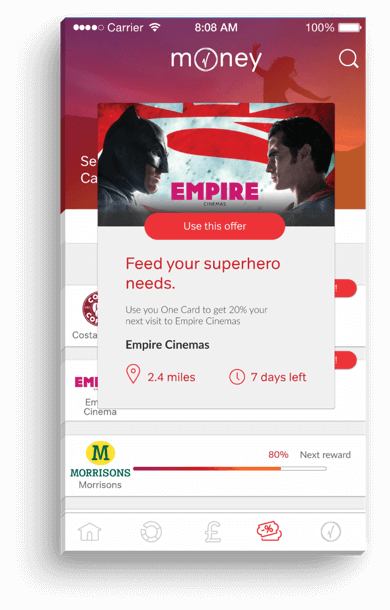 Carrier
8:08 AM
100%
money
Se
Ca
EMPIRE
CINEMAS
Use this offer
Feed your superhero
needs.
Use you One Card to get 20% your
next visit to Empire Cinemas
Empire Cinemas
2.4 miles
7 days left
!
Costa
!
EMP
Em
Cinema
M
MORRISONS
Morrisons
80%
Next reward
£
-%